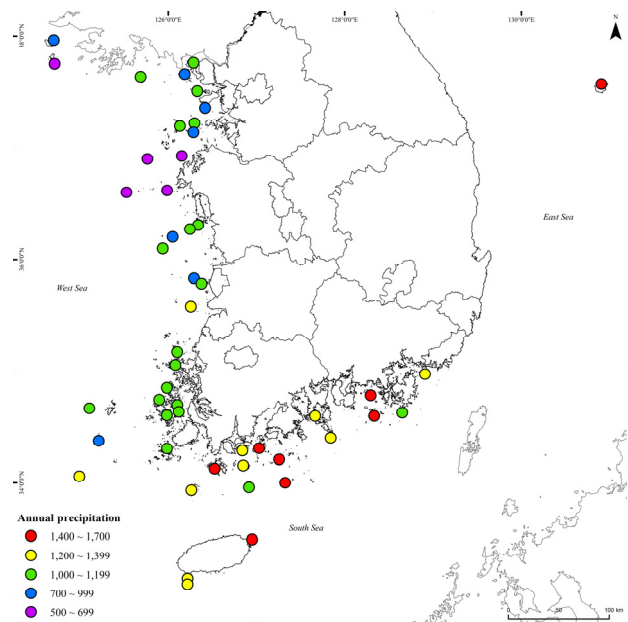 126°0'0"E 128°0'0"E 130°0'0"E
N
38°0'0"N
East Sea
36°0'0"N
West Sea
34°0'0"N
South Sea
Annual precipitation
1,400 ~ 1,700
1,200 ~ 1,399
1,000 ~ 1,199
700 ~ 999
500 ~ 699
0 50 100 km